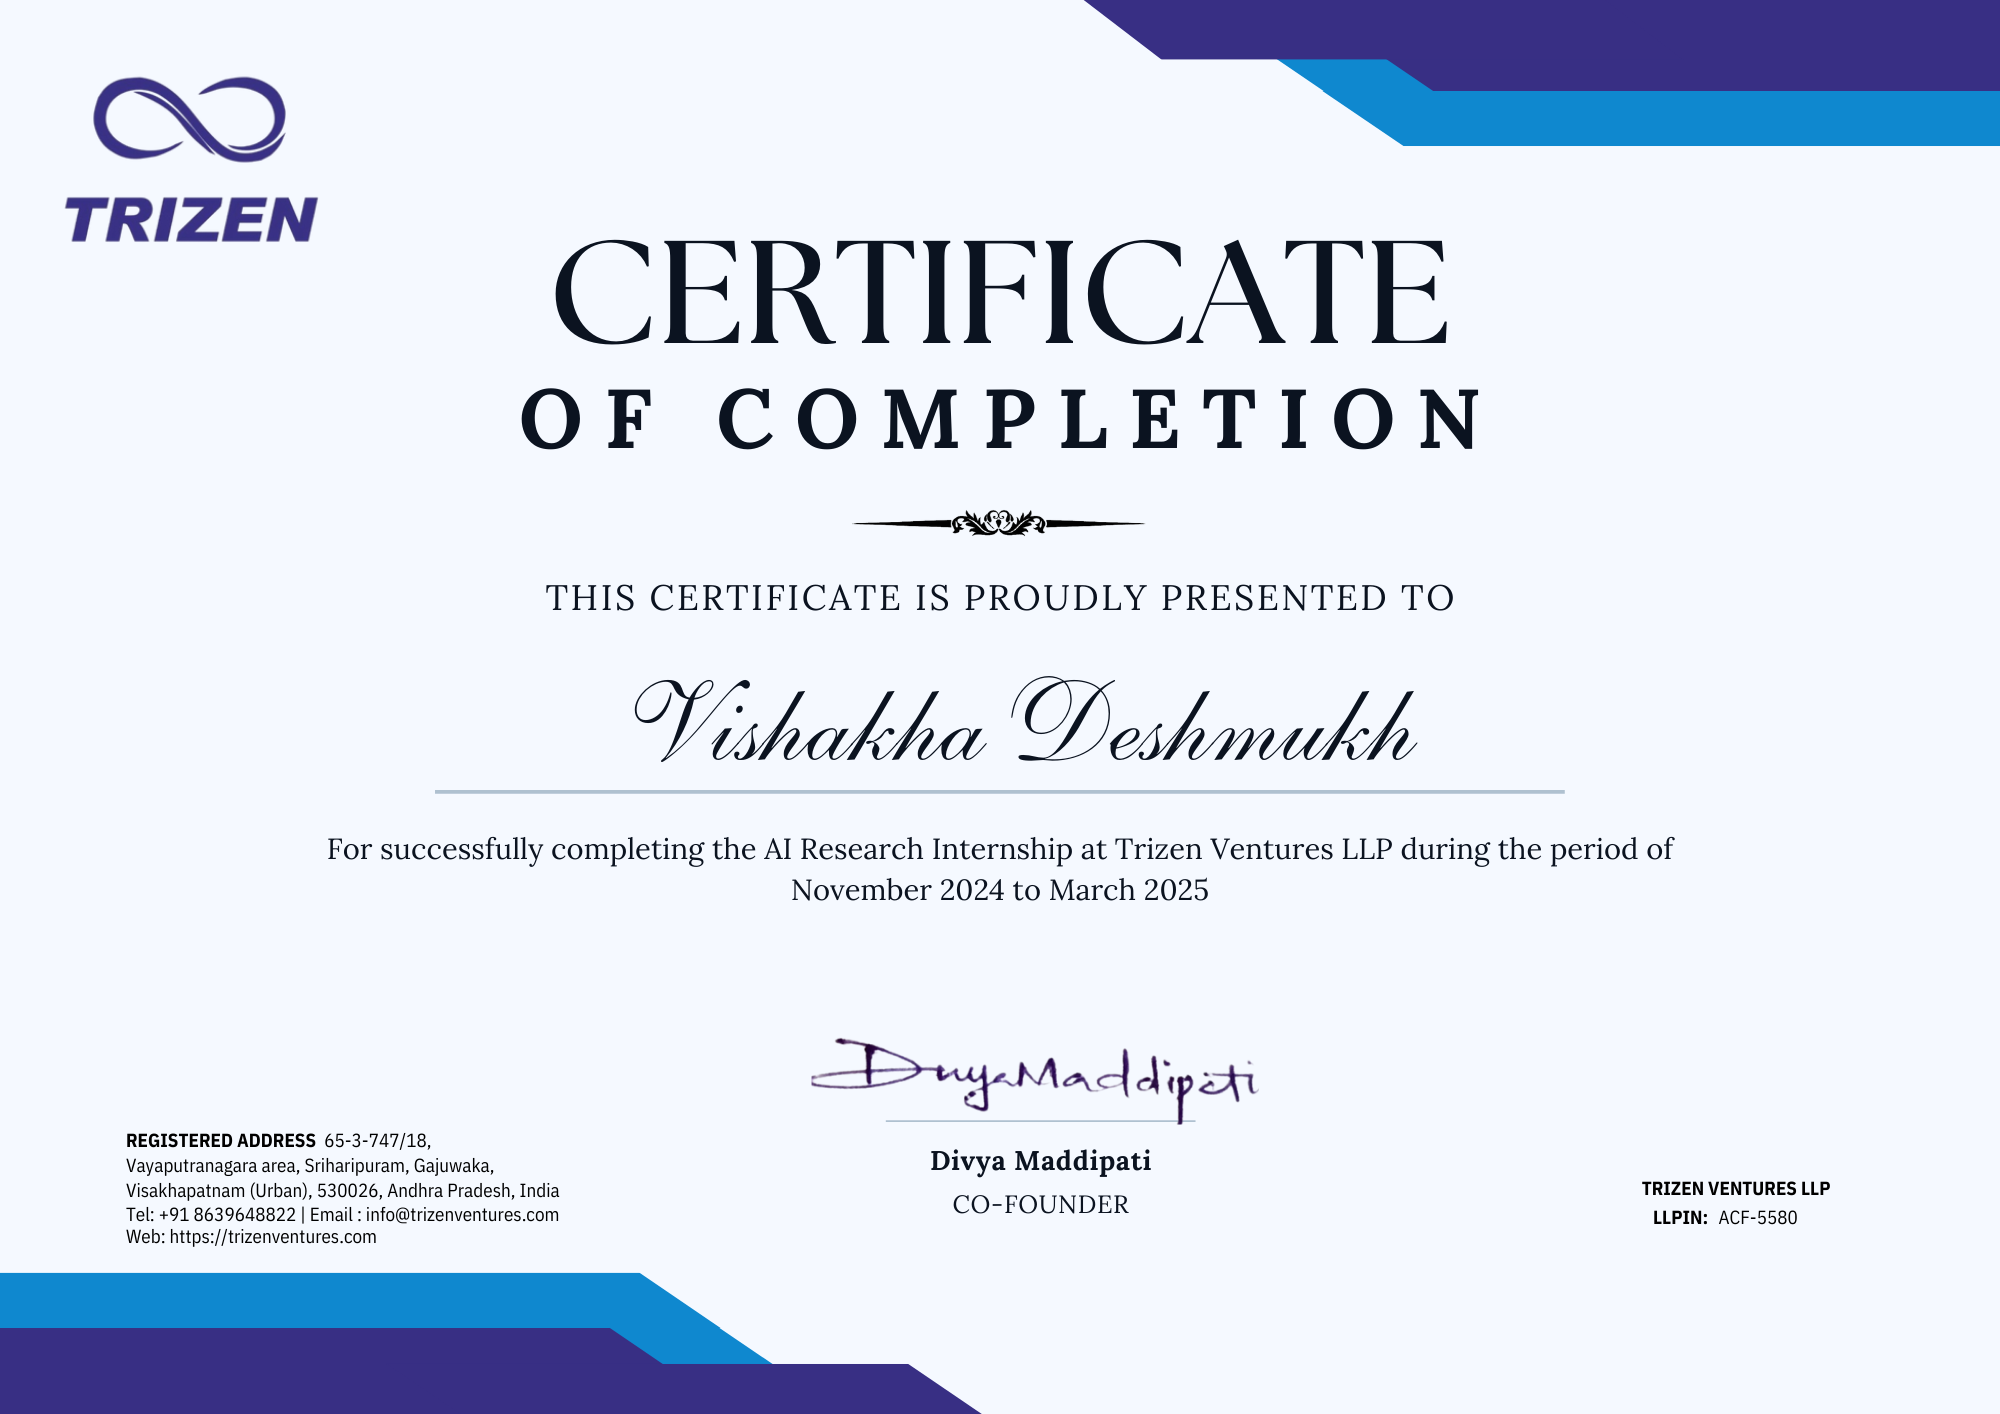 TRIZEN
CERTIFICATE
OF COMPLETION
THIS CERTIFICATE IS PROUDLY PRESENTED TO
Vishakha Deshmukh
For successfully completing the AI Research Internship at Trizen Ventures LLP during the period of
November 2024 to March 2025
Divya Maddipati
Divya Maddipati
CO-FOUNDER
REGISTERED ADDRESS 65-3-747/18,
Vayaputranagara area, Sriharipuram, Gajuwaka,
Visakhapatnam (Urban), 530026, Andhra Pradesh, India
Tel: +91 8639648822 | Email : info@trizenventures.com
Web: https://trizenventures.com
TRIZEN VENTURES LLP
LLPIN: ACF-5580